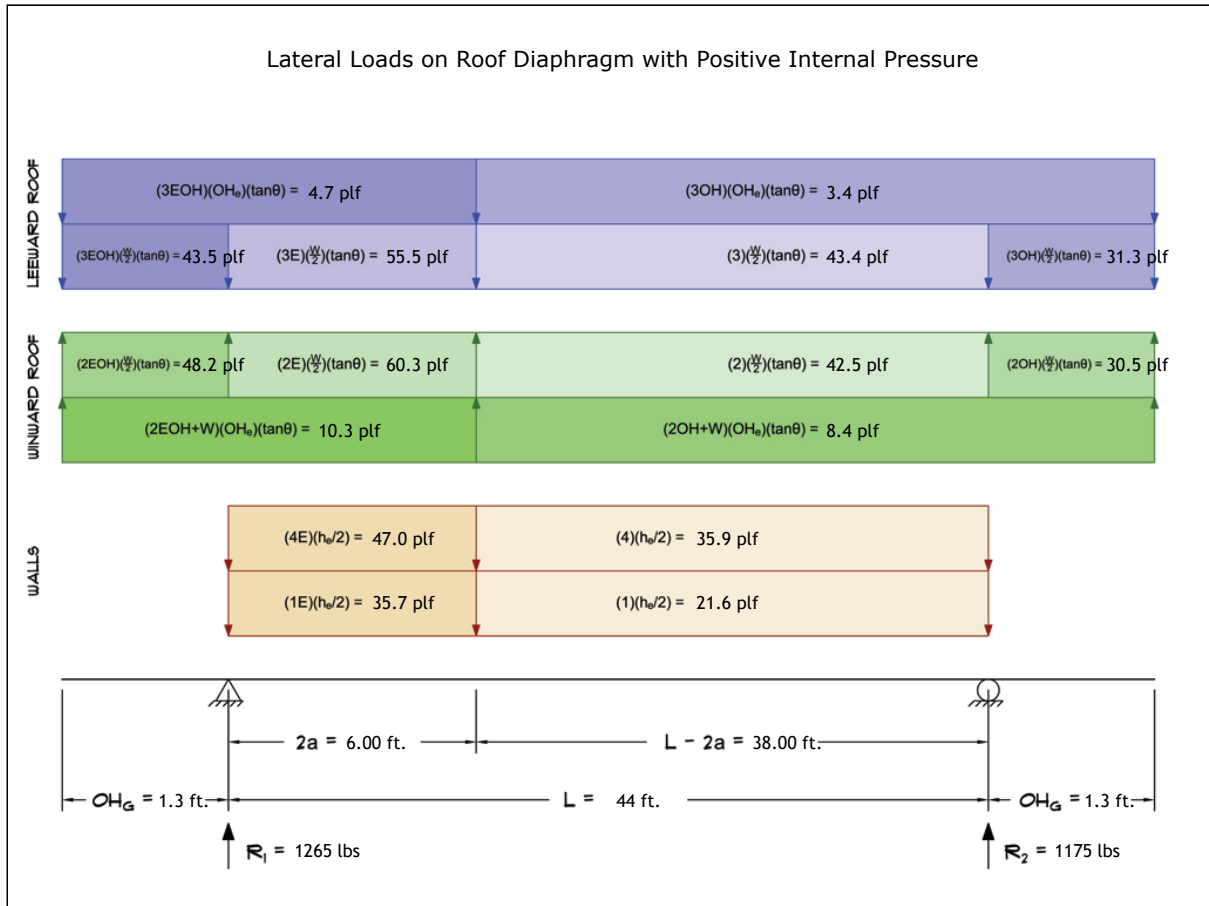 Lateral Loads on Roof Diaphragm with Positive Internal Pressure
LEEWARD ROOF
(3EOH)(OHₑ)(tanθ) = 4.7 plf
(3OH)(OHₑ)(tanθ) = 3.4 plf
(3EOH)(W/2)(tanθ) = 43.5 plf
(3E)(W/2)(tanθ) = 55.5 plf
(3)(W/2)(tanθ) = 43.4 plf
(3OH)(W/2)(tanθ) = 31.3 plf
WINWARD ROOF
(2EOH)(W/2)(tanθ) = 48.2 plf
(2E)(W/2)(tanθ) = 60.3 plf
(2)(W/2)(tanθ) = 42.5 plf
(2OH)(W/2)(tanθ) = 30.5 plf
(2EOH+W)(OHₑ)(tanθ) = 10.3 plf
(2OH+W)(OHₑ)(tanθ) = 8.4 plf
WALLS
(4E)(hₑ/2) = 47.0 plf
(4)(hₑ/2) = 35.9 plf
(1E)(hₑ/2) = 35.7 plf
(1)(hₑ/2) = 21.6 plf
2a = 6.00 ft.
L - 2a = 38.00 ft.
OH_G = 1.3 ft.
L = 44 ft.
OH_G = 1.3 ft.
R₁ = 1265 lbs
R₂ = 1175 lbs